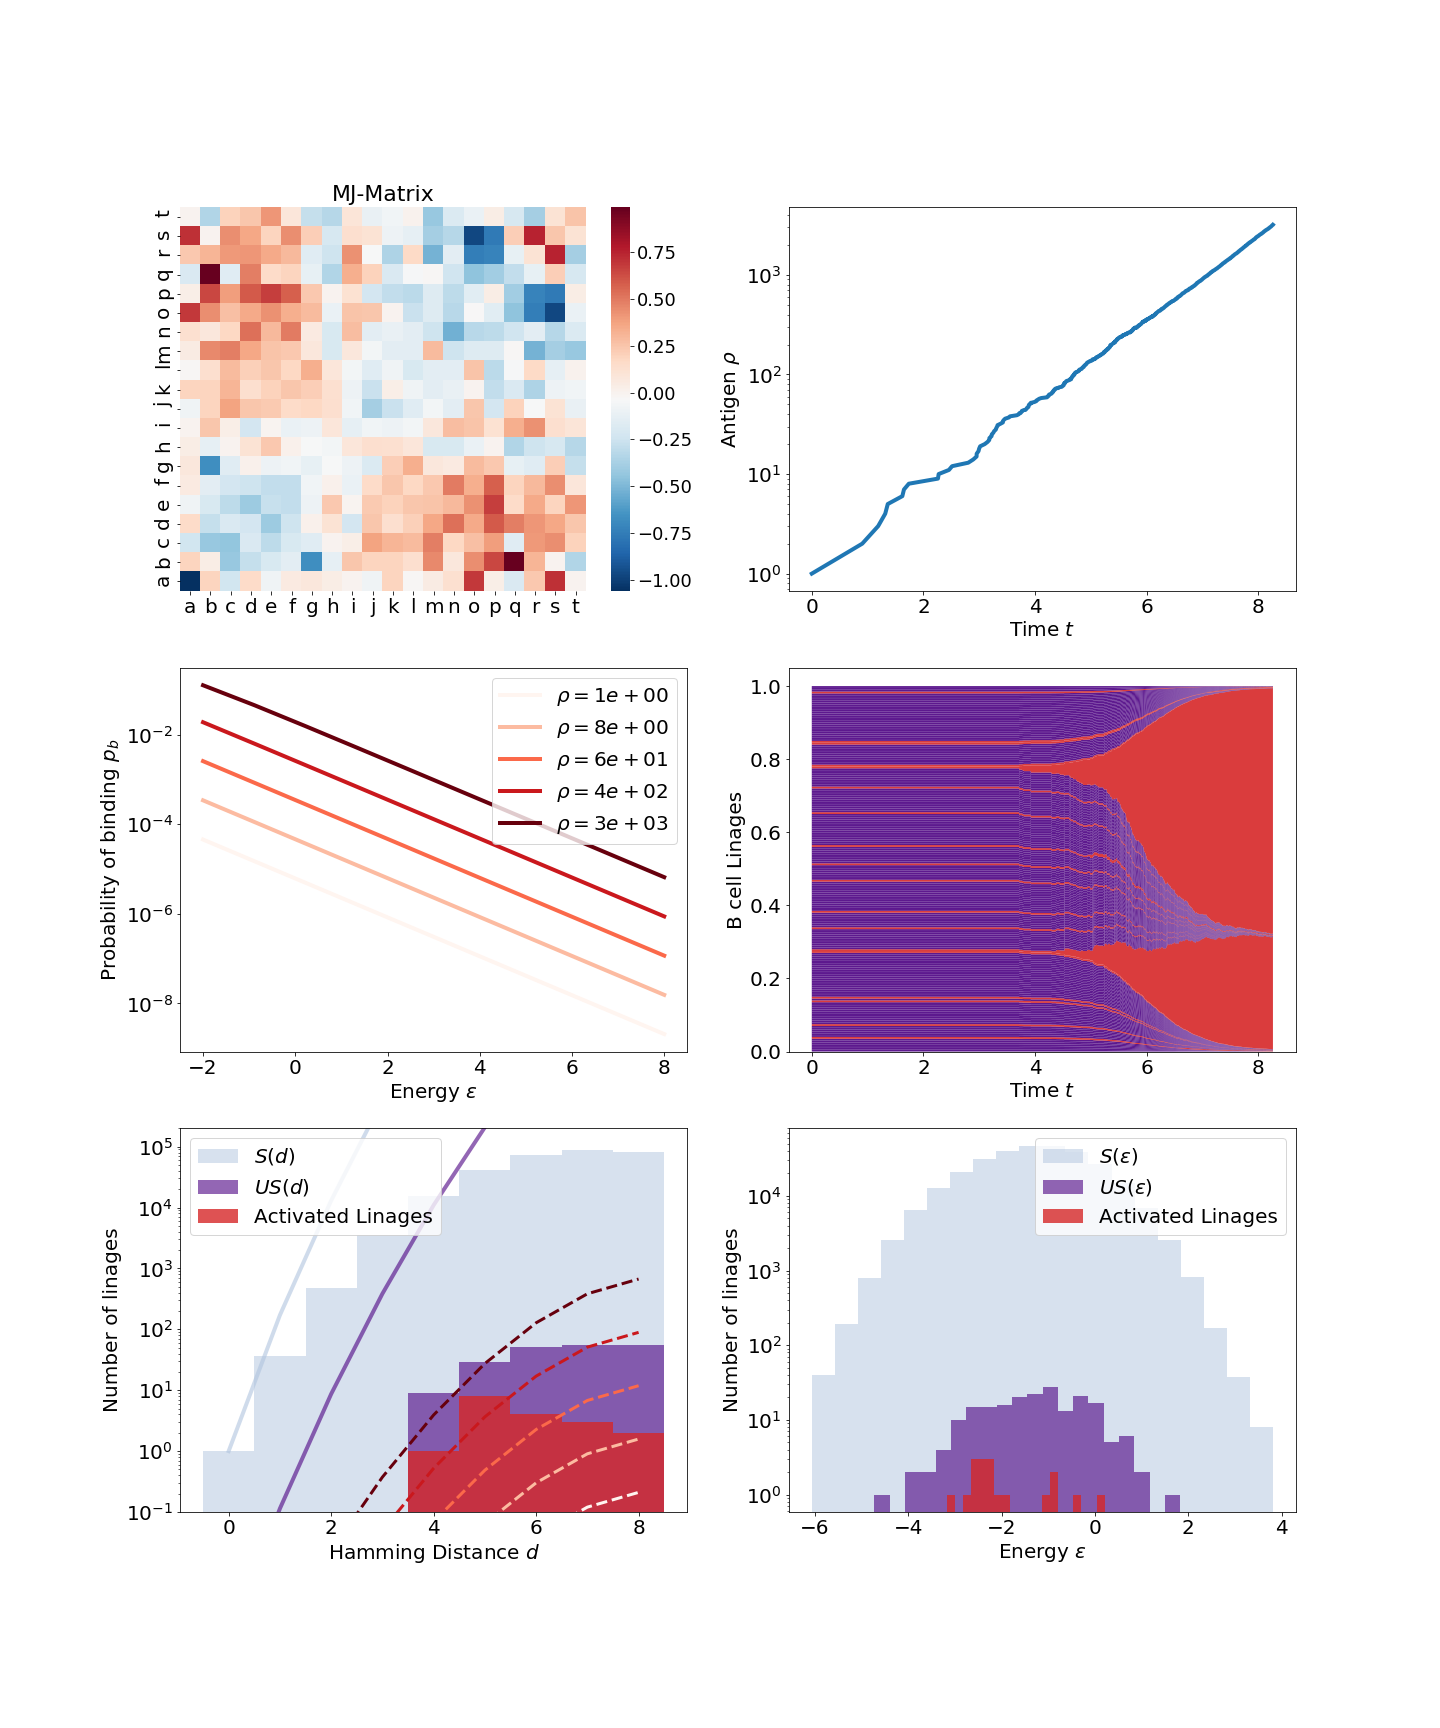 MJ-Matrix
t
s
r
q
p
o
n
m
l
k
j
i
h
g
f
e
d
c
b
a
a b c d e f g h i j k l m n o p q r s t
0.75
0.50
0.25
0.00
−0.25
−0.50
−0.75
−1.00
Antigen ρ
10³
10²
10¹
10⁰
0 2 4 6 8
Time t
Probability of binding p_b
10⁻²
10⁻⁴
10⁻⁶
10⁻⁸
ρ = 1e + 00
ρ = 8e + 00
ρ = 6e + 01
ρ = 4e + 02
ρ = 3e + 03
−2 0 2 4 6 8
Energy ε
B cell Linages
1.0
0.8
0.6
0.4
0.2
0.0
0 2 4 6 8
Time t
Number of linages
10⁵
10⁴
10³
10²
10¹
10⁰
10⁻¹
S(d)
US(d)
Activated Linages
0 2 4 6 8
Hamming Distance d
Number of linages
10⁴
10³
10²
10¹
10⁰
S(ε)
US(ε)
Activated Linages
−6 −4 −2 0 2 4
Energy ε